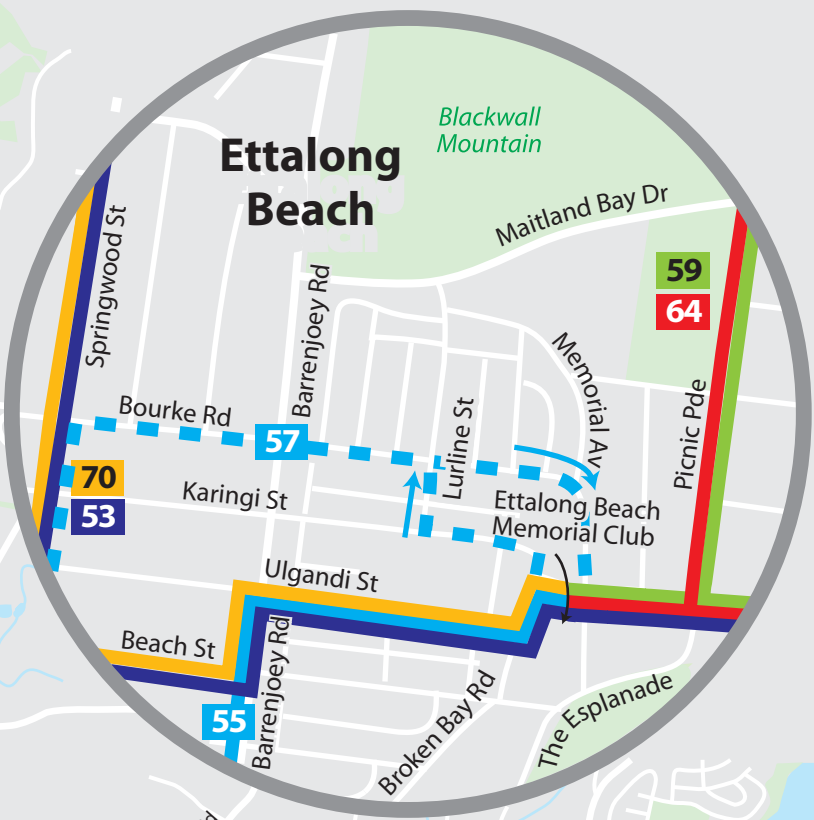 Blackwall
Mountain
Ettalong
Beach
Maitland Bay Dr
Springwood St
59
64
Barrenjoey Rd
Memorial Av
Picnic Pde
Bourke Rd
57
Lurline St
70
53
Karingi St
Ettalong Beach
Memorial Club
Ulgandi St
Beach St
Barrenjoey Rd
55
Broken Bay Rd
The Esplanade